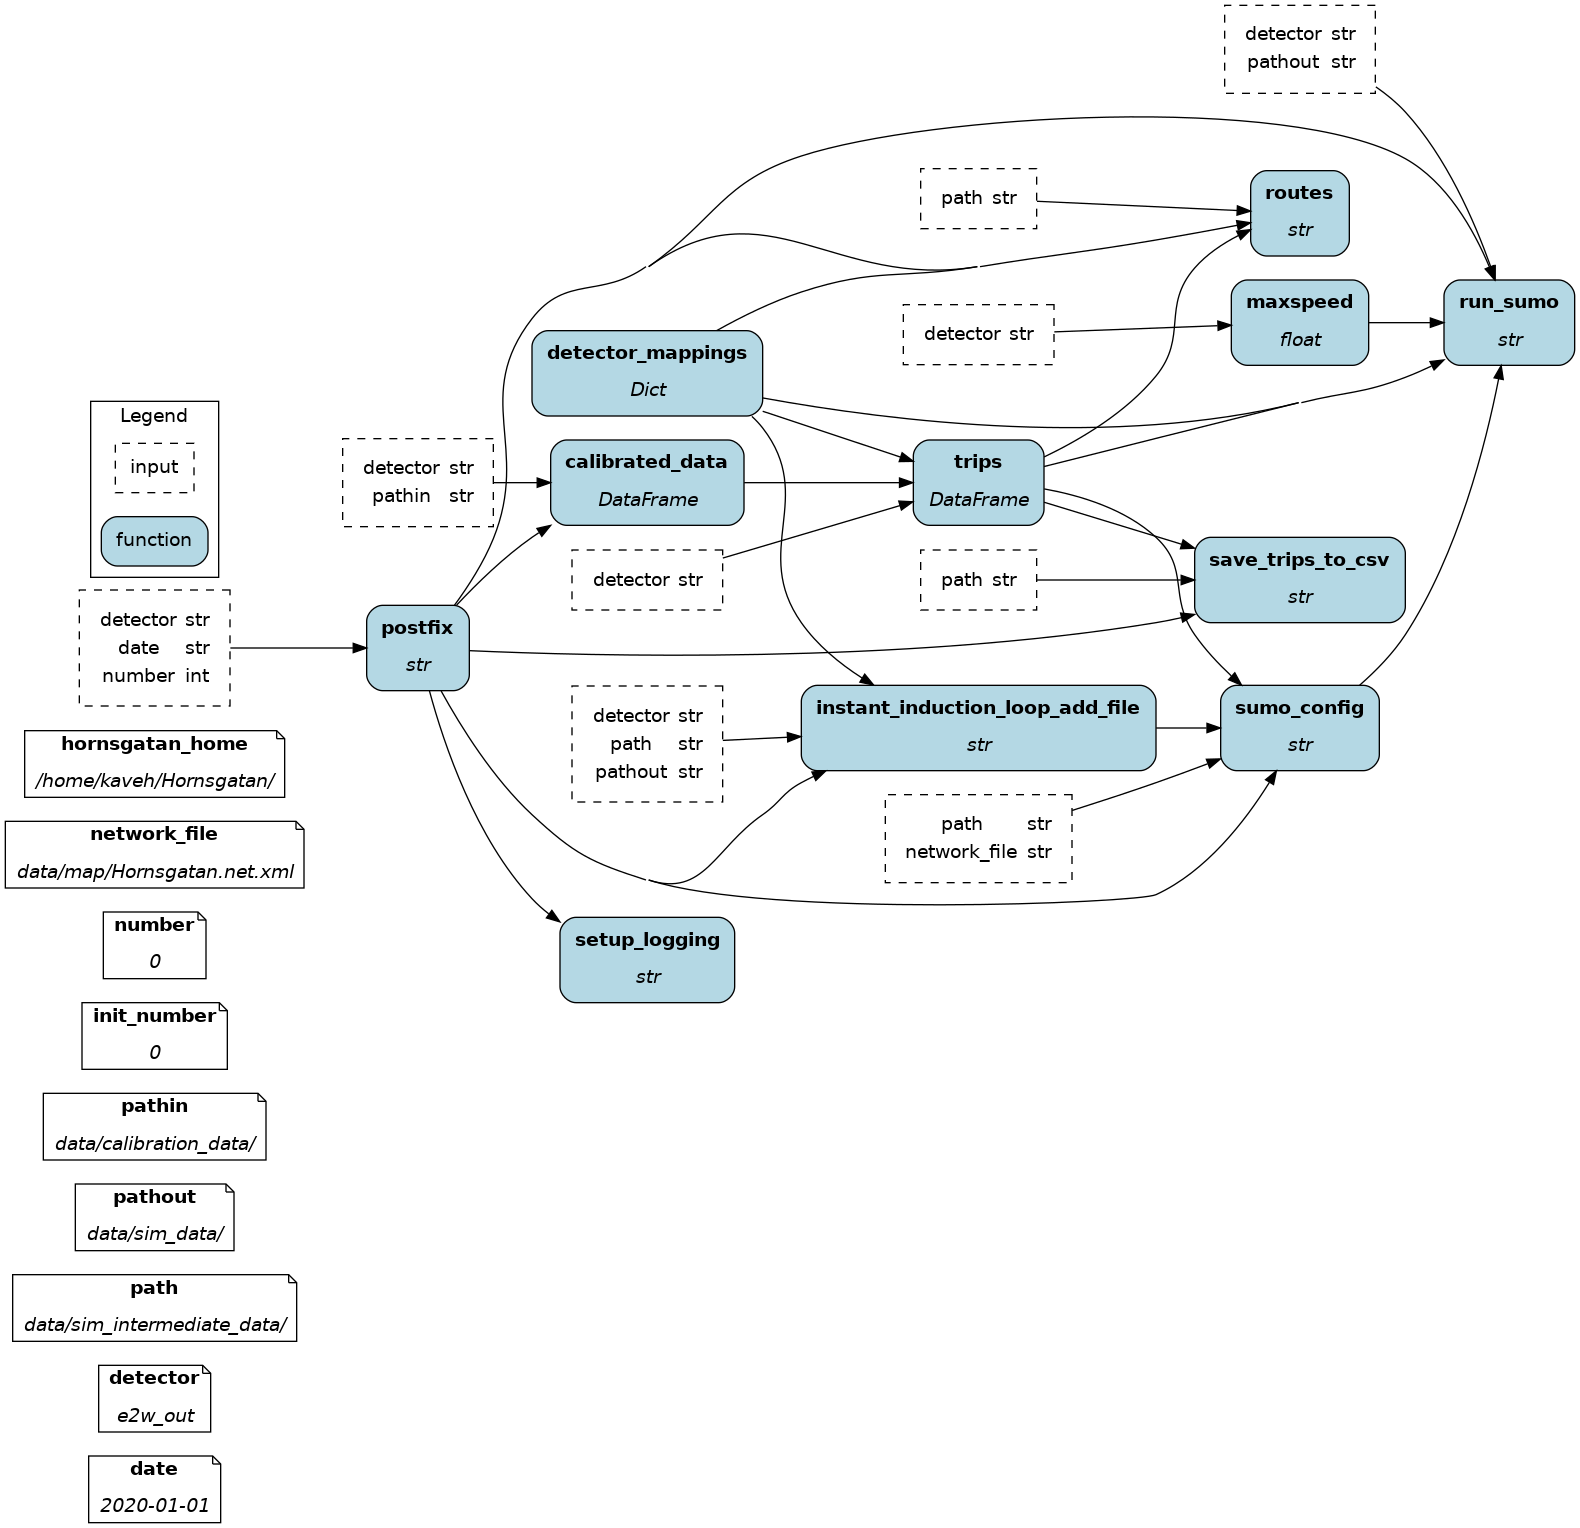 detector str
pathout str
path str
routes
str
detector str
maxspeed
float
run_sumo
str
detector_mappings
Dict
Legend
input
function
detector str
pathin str
calibrated_data
DataFrame
trips
DataFrame
detector str
path str
save_trips_to_csv
str
detector str
date str
number int
postfix
str
detector str
path str
pathout str
instant_induction_loop_add_file
str
sumo_config
str
path str
network_file str
setup_logging
str
hornsgatan_home
/home/kaveh/Hornsgatan/
network_file
data/map/Hornsgatan.net.xml
number
0
init_number
0
pathin
data/calibration_data/
pathout
data/sim_data/
path
data/sim_intermediate_data/
detector
e2w_out
date
2020-01-01